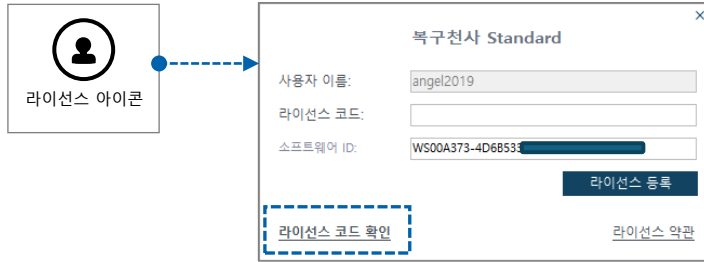 라이선스 아이콘
×
복구천사 Standard
사용자 이름: angel2019
라이선스 코드:
소프트웨어 ID: WS00A373-4D6B533
라이선스 등록
라이선스 코드 확인 라이선스 약관